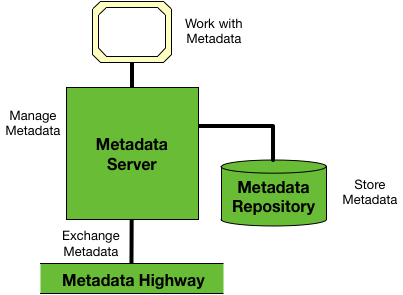 Work with
Metadata
Manage
Metadata
Metadata
Server
Metadata
Repository
Store
Metadata
Exchange
Metadata
Metadata Highway